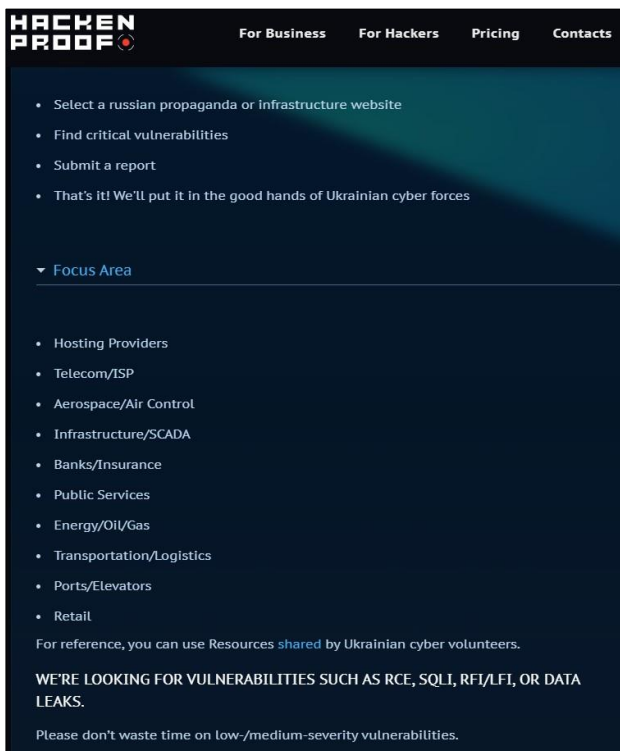 HACKEN
PROOF
For Business For Hackers Pricing Contacts
• Select a russian propaganda or infrastructure website
• Find critical vulnerabilities
• Submit a report
• That's it! We'll put it in the good hands of Ukrainian cyber forces
Focus Area
• Hosting Providers
• Telecom/ISP
• Aerospace/Air Control
• Infrastructure/SCADA
• Banks/Insurance
• Public Services
• Energy/Oil/Gas
• Transportation/Logistics
• Ports/Elevators
• Retail
For reference, you can use Resources shared by Ukrainian cyber volunteers.
WE'RE LOOKING FOR VULNERABILITIES SUCH AS RCE, SQLI, RFI/LFI, OR DATA
LEAKS.
Please don't waste time on low-/medium-severity vulnerabilities.